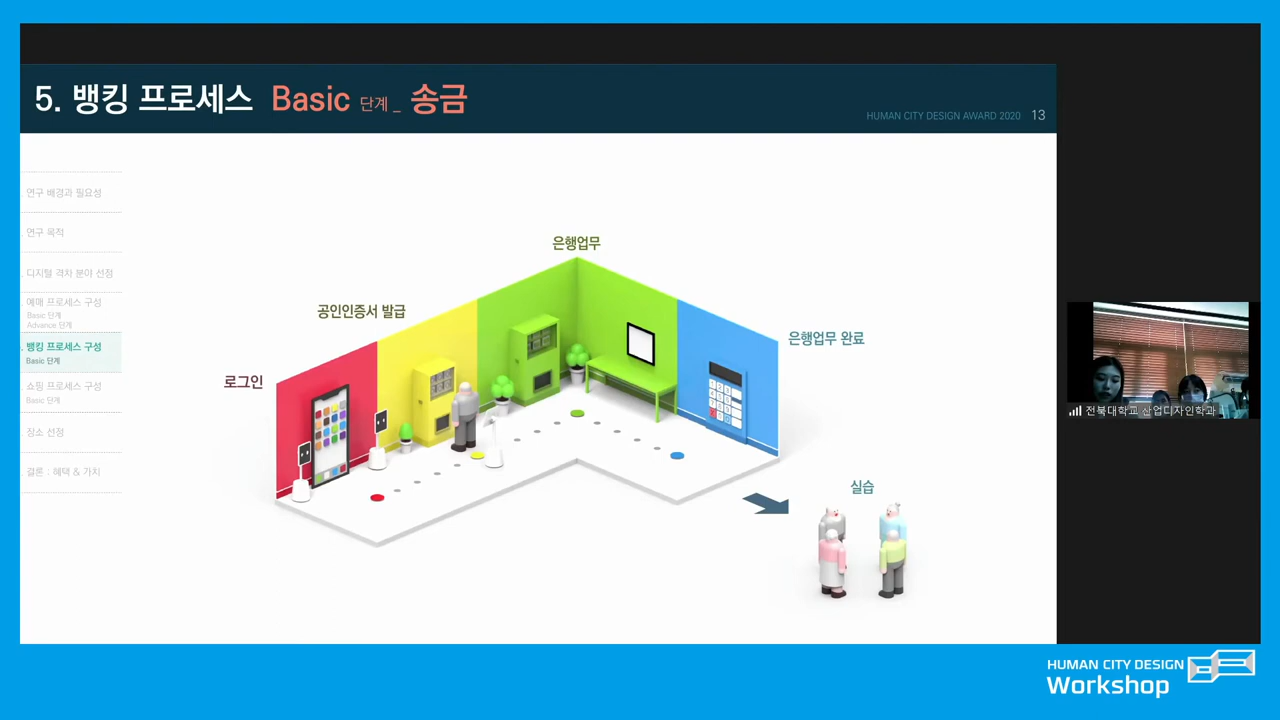 5. 뱅킹 프로세스 Basic 단계 _ 송금
HUMAN CITY DESIGN AWARD 2020 13
연구 배경과 필요성
연구 목적
디지털 격차 분야 선점
예매 프로세스 구성
Basic 단계
Advance 단계
뱅킹 프로세스 구성
Basic 단계
쇼핑 프로세스 구성
Basic 단계
장소 선정
결론 : 혜택 & 가치
은행업무
공인인증서 발급
은행업무 완료
로그인
실습
전북대학교 산업디자인학과
HUMAN CITY DESIGN
Workshop